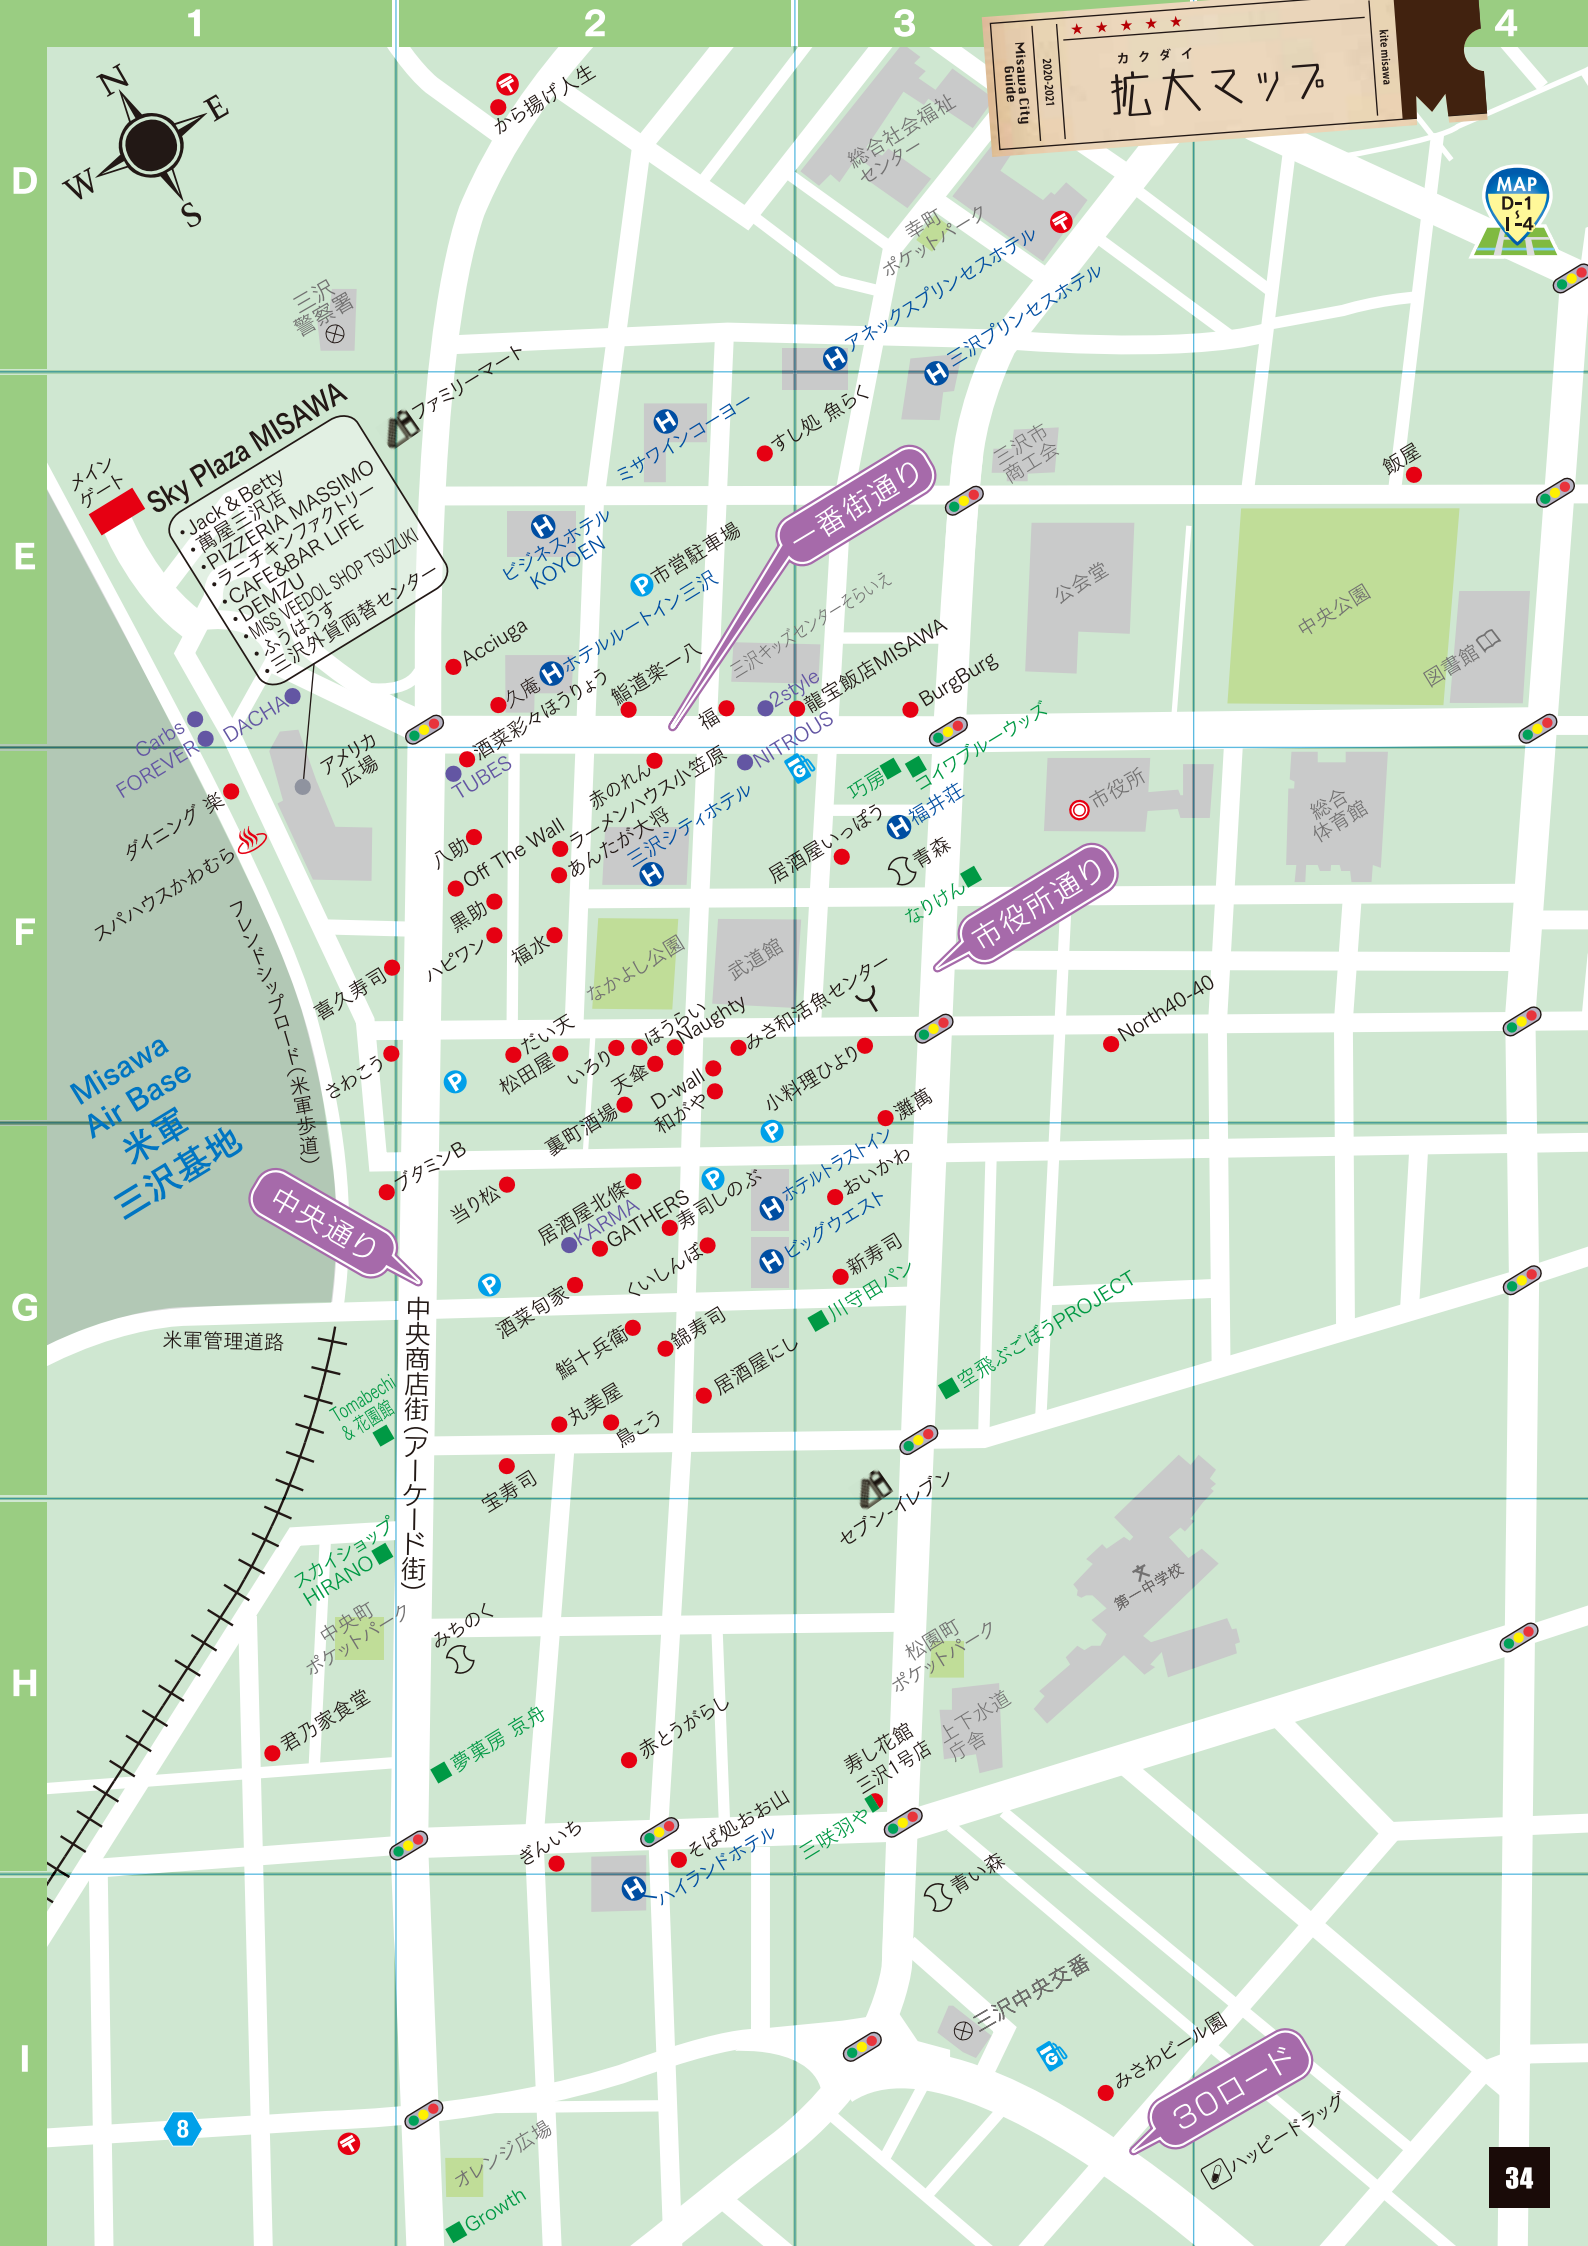 1
2
3
4
Misawa City
Guide
2020-2021
★ ★ ★ ★ ★
カクダイ
拡大マップ
kite misawa
D
E
F
G
H
I
N
E
W
S
MAP
D-1
〜
I-4
から揚げ人生
総合社会福祉
センター
幸町
ポケットパーク
アネックスプリンセスホテル
三沢プリンセスホテル
三沢
警察署
ファミリーマート
ミサワインコーヨー
すし処 魚らく
三沢市
商工会
飯屋
メイン
ゲート
Sky Plaza MISAWA
・Jack＆Betty
・萬屋三沢店
・PIZZERIA MASSIMO
・ラニチキンファクトリー
・CAFE&BAR LIFE
・DEMZU
・MISS VEEDOL SHOP TSUZUKI
・ふうはうす
・三沢外貨両替センター
一番街通り
ビジネスホテル
KOYOEN
市営駐車場
ホテルルートイン三沢
三沢キッズセンターそらいえ
公会堂
中央公園
図書館
Acciuga
久庵
酒菜彩々ほうりょう
鮨道楽一八
福
2style
龍宝飯店MISAWA
BurgBurg
NITROUS
TUBES
Carbs
FOREVER
DACHA
アメリカ
広場
ダイニング 楽
スパハウスかわむら
赤のれん
ラーメンハウス小笠原
あんたが大将
三沢シティホテル
八助
Off The Wall
黒助
ハピワン
福水
巧房
コイワブルーウッズ
福井荘
居酒屋いっぽう
青森
なりけん
市役所
総合
体育館
市役所通り
なかよし公園
武道館
喜久寿司
さわこう
フレンドシップロード（米軍歩道）
Misawa
Air Base
米軍
三沢基地
だい天
松田屋
いろり
ほうらい
天傘
Naughty
みさ和活魚センター
D-wall
和がや
裏町酒場
小料理ひより
灘萬
North40-40
中央通り
ブタミンB
当り松
居酒屋北條
KARMA
GATHERS
寿司しのぶ
くいしんぼ
ホテルトラストイン
ビッグウエスト
おいかわ
新寿司
川守田パン
空飛ぶごぼうPROJECT
酒菜旬家
鮨十兵衛
錦寿司
居酒屋にし
丸美屋
鳥こう
宝寿司
米軍管理道路
中央商店街（アーケード街）
Tomabechi
＆花園館
セブン-イレブン
スカイショップ
HIRANO
中央町
ポケットパーク
みちのく
君乃家食堂
夢菓房 京舟
赤とうがらし
第一中学校
松園町
ポケットパーク
上下水道
庁舎
寿し花館
三沢1号店
三咲羽や
ぎんいち
そば処おお山
ハイランドホテル
青い森
三沢中央交番
みさわビール園
30ロード
ハッピードラッグ
オレンジ広場
Growth
8
34